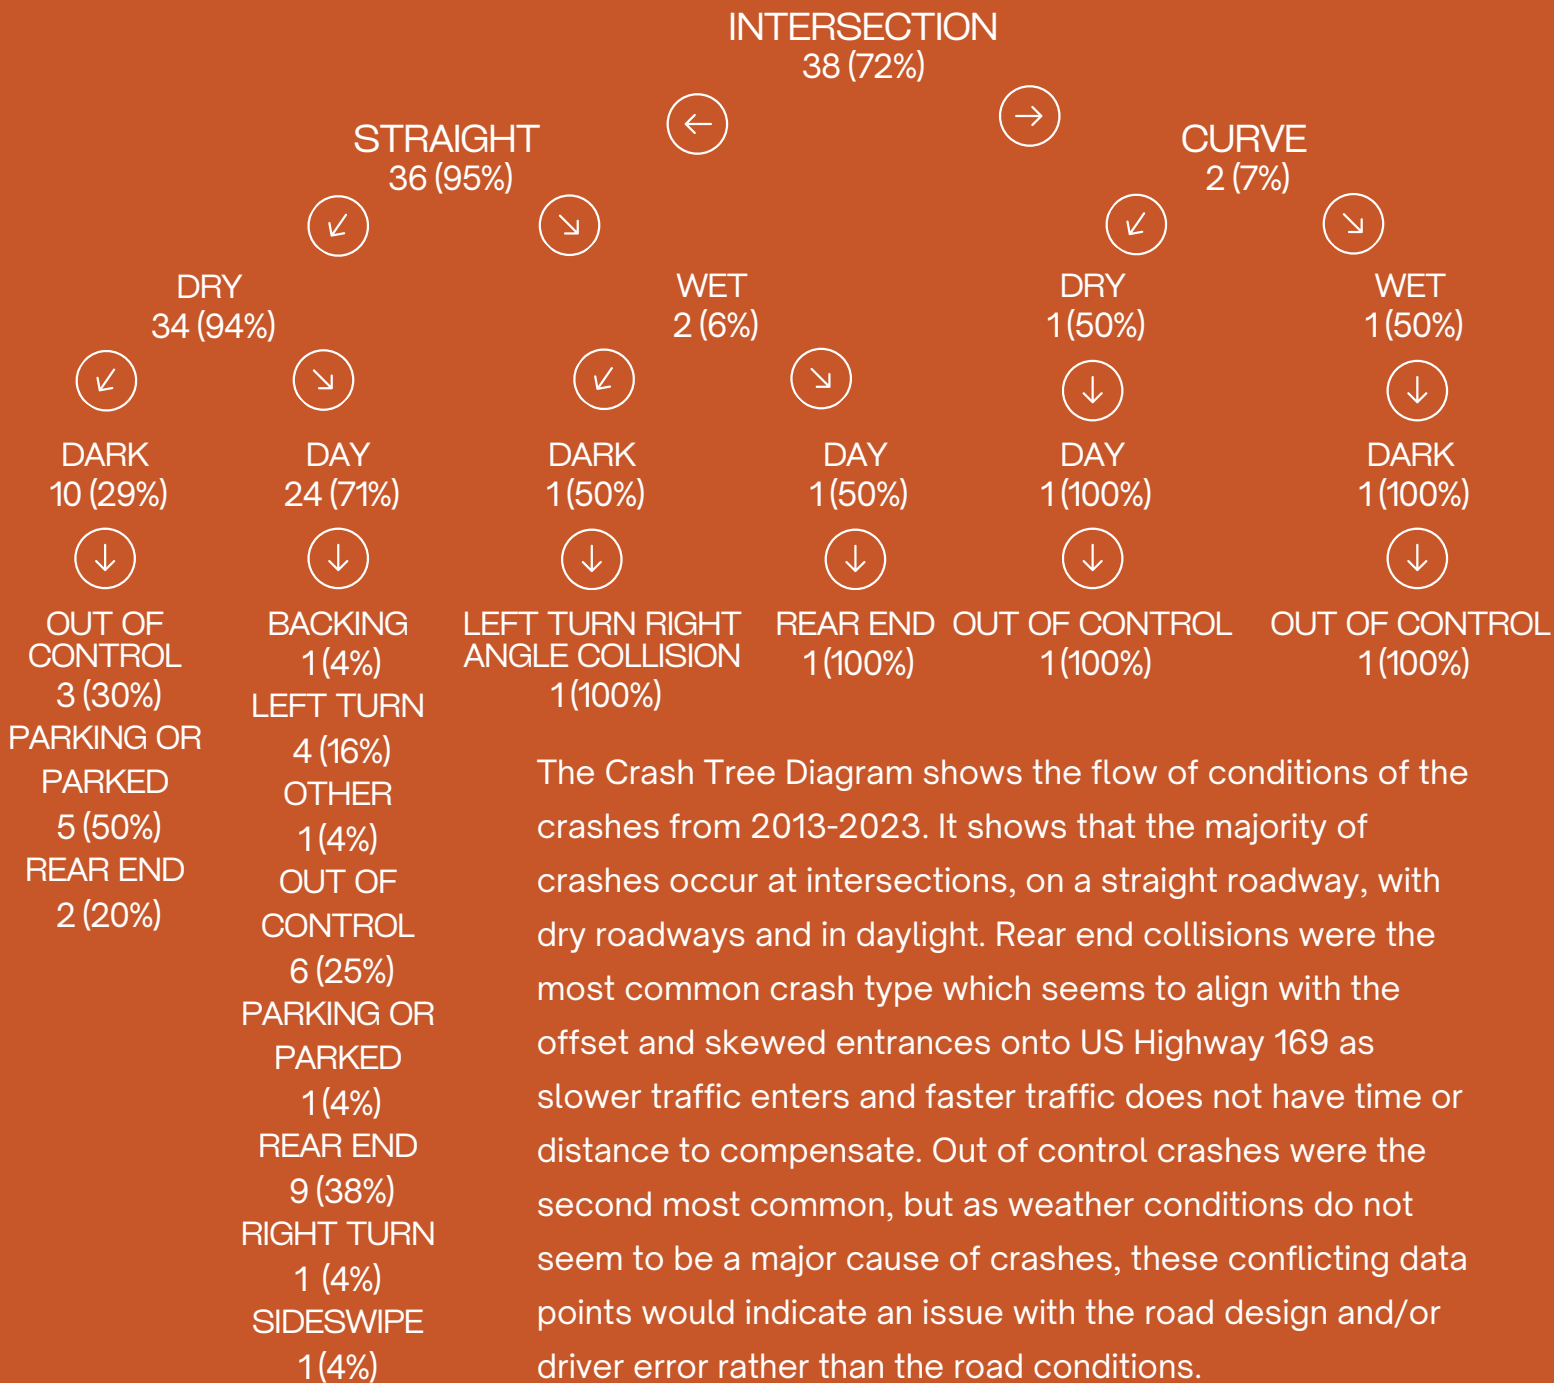 INTERSECTION
38 (72%)
STRAIGHT
36 (95%)
CURVE
2 (7%)
DRY
34 (94%)
WET
2 (6%)
DRY
1 (50%)
WET
1 (50%)
DARK
10 (29%)
DAY
24 (71%)
DARK
1 (50%)
DAY
1 (50%)
DAY
1 (100%)
DARK
1 (100%)
OUT OF
CONTROL
3 (30%)
PARKING OR
PARKED
5 (50%)
REAR END
2 (20%)
BACKING
1 (4%)
LEFT TURN
4 (16%)
OTHER
1 (4%)
OUT OF
CONTROL
6 (25%)
PARKING OR
PARKED
1 (4%)
REAR END
9 (38%)
RIGHT TURN
1 (4%)
SIDESWIPE
1 (4%)
LEFT TURN RIGHT
ANGLE COLLISION
1 (100%)
REAR END
1 (100%)
OUT OF CONTROL
1 (100%)
OUT OF CONTROL
1 (100%)
The Crash Tree Diagram shows the flow of conditions of the
crashes from 2013-2023. It shows that the majority of
crashes occur at intersections, on a straight roadway, with
dry roadways and in daylight. Rear end collisions were the
most common crash type which seems to align with the
offset and skewed entrances onto US Highway 169 as
slower traffic enters and faster traffic does not have time or
distance to compensate. Out of control crashes were the
second most common, but as weather conditions do not
seem to be a major cause of crashes, these conflicting data
points would indicate an issue with the road design and/or
driver error rather than the road conditions.